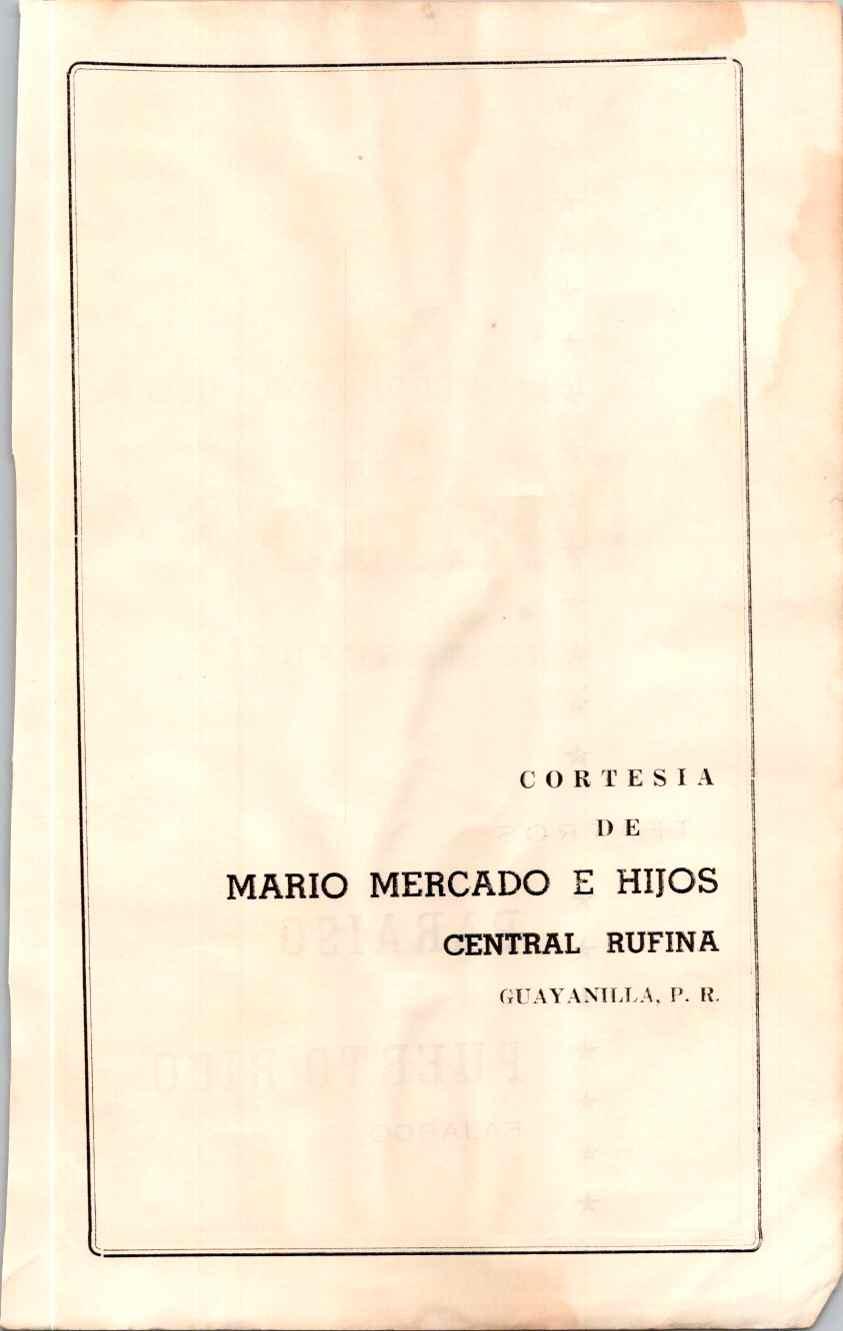 CORTESIA
DE
MARIO MERCADO E HIJOS
CENTRAL RUFINA
GUAYANILLA, P. R.